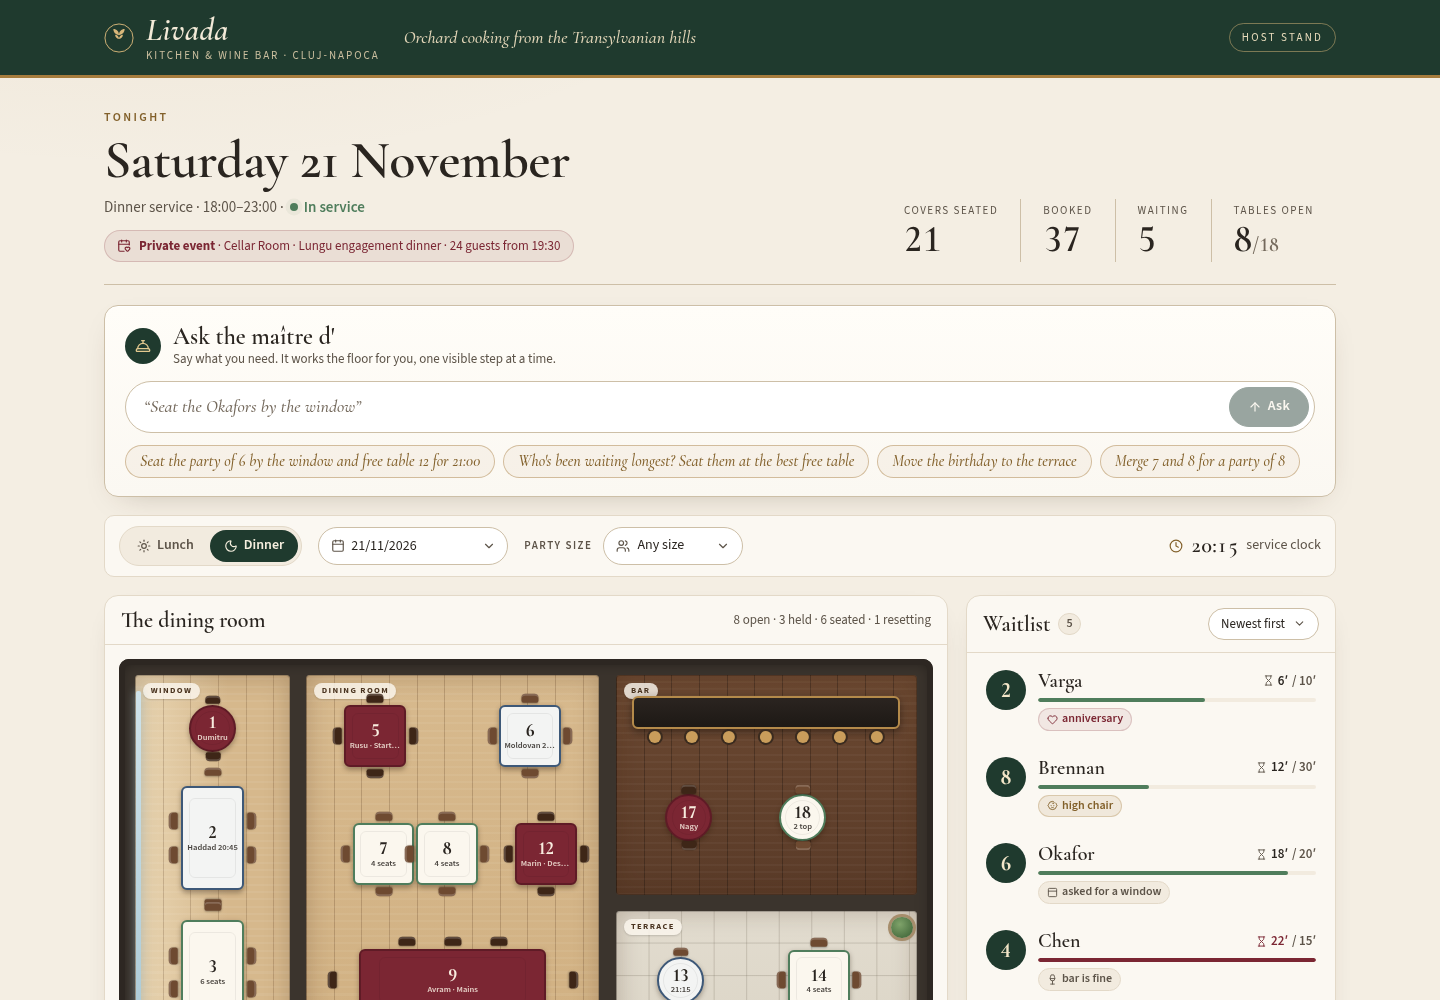 Livada
KITCHEN & WINE BAR · CLUJ-NAPOCA
Orchard cooking from the Transylvanian hills
HOST STAND
TONIGHT
Saturday 21 November
Dinner service · 18:00–23:00 · In service
Private event · Cellar Room · Lungu engagement dinner · 24 guests from 19:30
COVERS SEATED
21
BOOKED
37
WAITING
5
TABLES OPEN
8/18
Ask the maître d'
Say what you need. It works the floor for you, one visible step at a time.
“Seat the Okafors by the window”
Ask
Seat the party of 6 by the window and free table 12 for 21:00
Who's been waiting longest? Seat them at the best free table
Move the birthday to the terrace
Merge 7 and 8 for a party of 8
Lunch
Dinner
21/11/2026
PARTY SIZE
Any size
20:15 service clock
The dining room
8 open · 3 held · 6 seated · 1 resetting
WINDOW
1
Dumitru
2
Haddad 20:45
3
6 seats
DINING ROOM
5
Rusu · Start…
6
Moldovan 2…
7
4 seats
8
4 seats
12
Marin · Des…
9
Avram · Mains
BAR
17
Nagy
18
2 top
TERRACE
13
21:15
14
4 seats
Waitlist 5
Newest first
2
Varga
6′ / 10′
anniversary
8
Brennan
12′ / 30′
high chair
6
Okafor
18′ / 20′
asked for a window
4
Chen
22′ / 15′
bar is fine